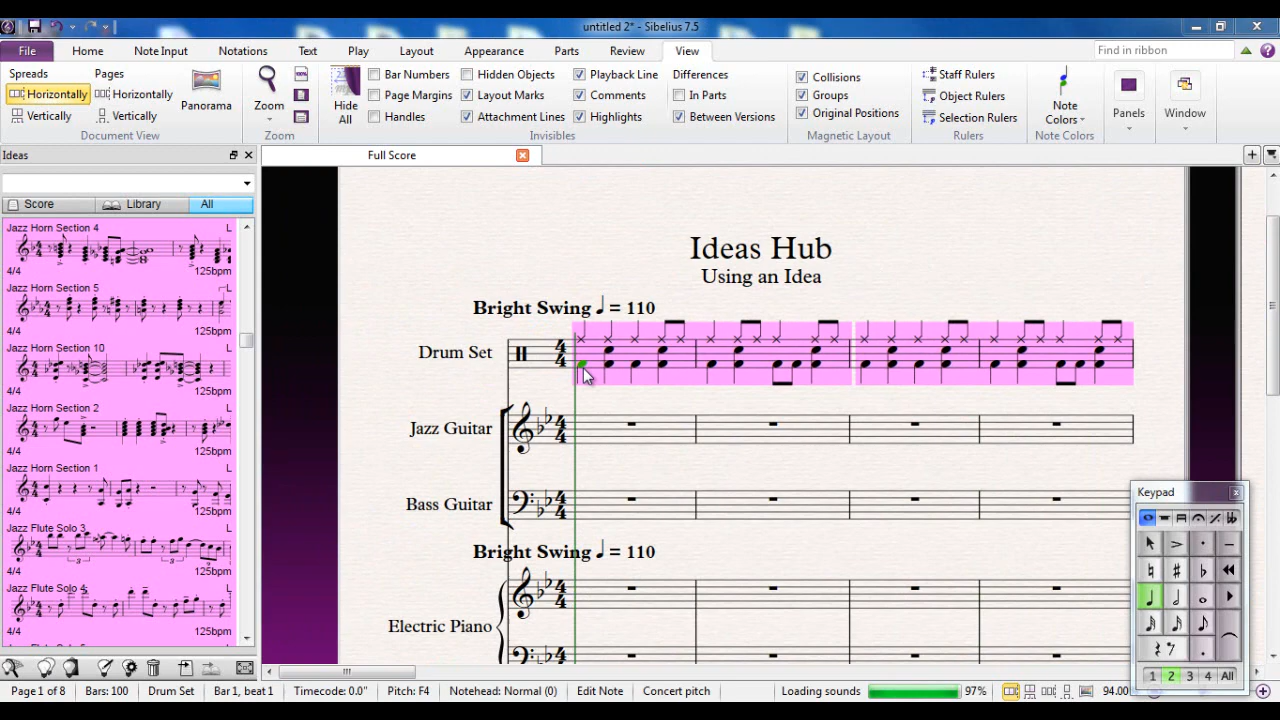 untitled 2* - Sibelius 7.5
File Home Note Input Notations Text Play Layout Appearance Parts Review View Find in ribbon
Spreads Pages
Horizontally Horizontally
Vertically Vertically
Panorama
Document View
Zoom
Zoom
Hide All
Bar Numbers Hidden Objects Playback Line
Page Margins Layout Marks Comments
Handles Attachment Lines Highlights
Invisibles
Differences
In Parts
Between Versions
Collisions
Groups
Original Positions
Magnetic Layout
Staff Rulers
Object Rulers
Selection Rulers
Rulers
Note Colors
Note Colors
Panels
Window
Ideas
Full Score
Score Library All
Jazz Horn Section 4 L
4/4 125bpm
Jazz Horn Section 5 L
4/4 125bpm
Jazz Horn Section 10 L
4/4 125bpm
Jazz Horn Section 2 L
4/4 125bpm
Jazz Horn Section 1 L
4/4 125bpm
Jazz Flute Solo 3 L
4/4 125bpm
Jazz Flute Solo 4 L
4/4 125bpm
Ideas Hub
Using an Idea
Bright Swing ♩ = 110
Drum Set
Jazz Guitar
Bass Guitar
Bright Swing ♩ = 110
Electric Piano
Keypad
1 2 3 4 All
Page 1 of 8 Bars: 100 Drum Set Bar 1, beat 1 Timecode: 0.0" Pitch: F4 Notehead: Normal (0) Edit Note Concert pitch Loading sounds 97% 94.00